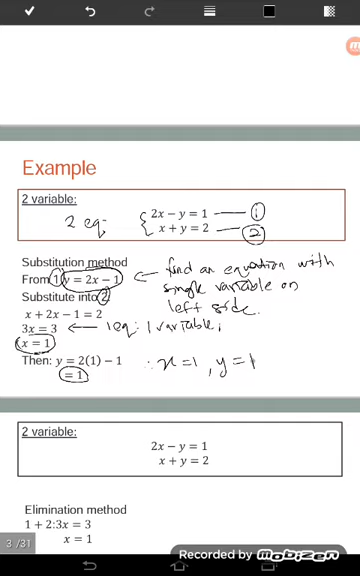 Example
2 variable:
2 eq: { 2x − y = 1 — ①
x + y = 2 — ②
Substitution method
From 1 y = 2x − 1 ← find an equation with
single variable on
left side.
Substitute into 2
x + 2x − 1 = 2
3x = 3 ← 1 eq: 1 variable,
x = 1
Then: y = 2(1) − 1
= 1
∴ x = 1, y = 1
2 variable:
2x − y = 1
x + y = 2
Elimination method
1 + 2:3x = 3
x = 1
3 /31
Recorded by Mobizen